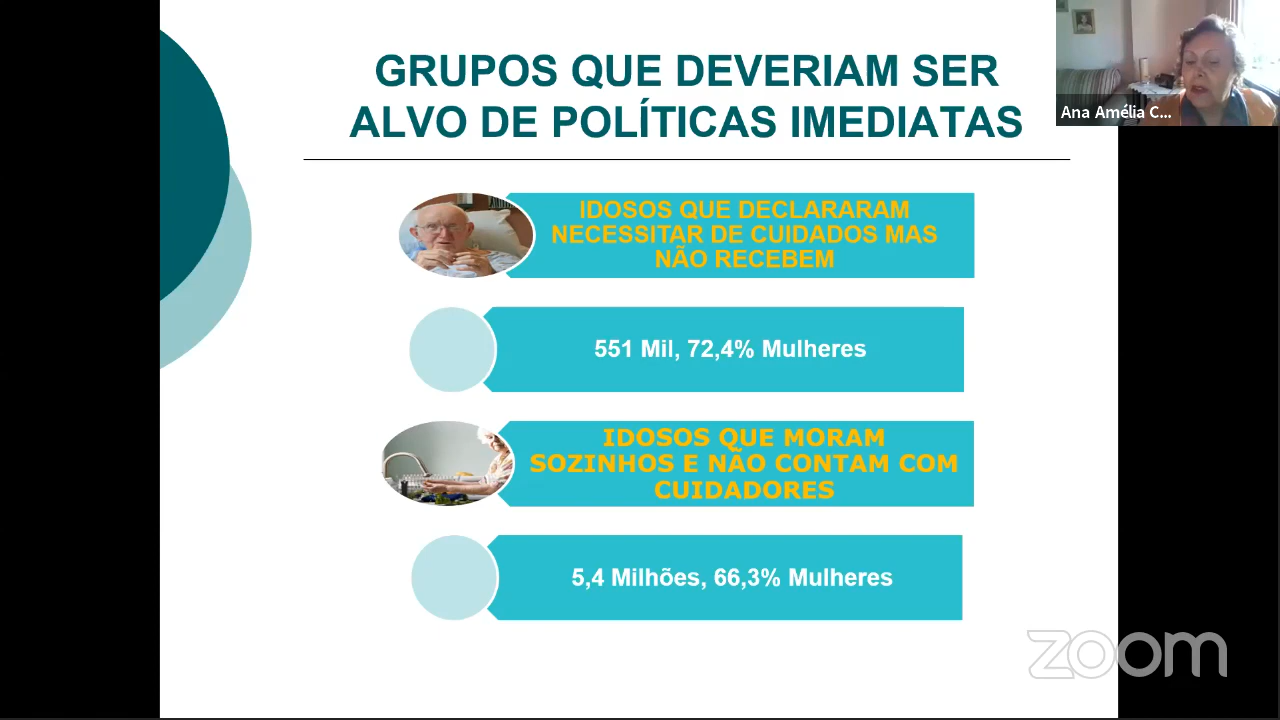 GRUPOS QUE DEVERIAM SER
ALVO DE POLÍTICAS IMEDIATAS
Ana Amélia C...
IDOSOS QUE DECLARARAM
NECESSITAR DE CUIDADOS MAS
NÃO RECEBEM
551 Mil, 72,4% Mulheres
IDOSOS QUE MORAM
SOZINHOS E NÃO CONTAM COM
CUIDADORES
5,4 Milhões, 66,3% Mulheres
zoom